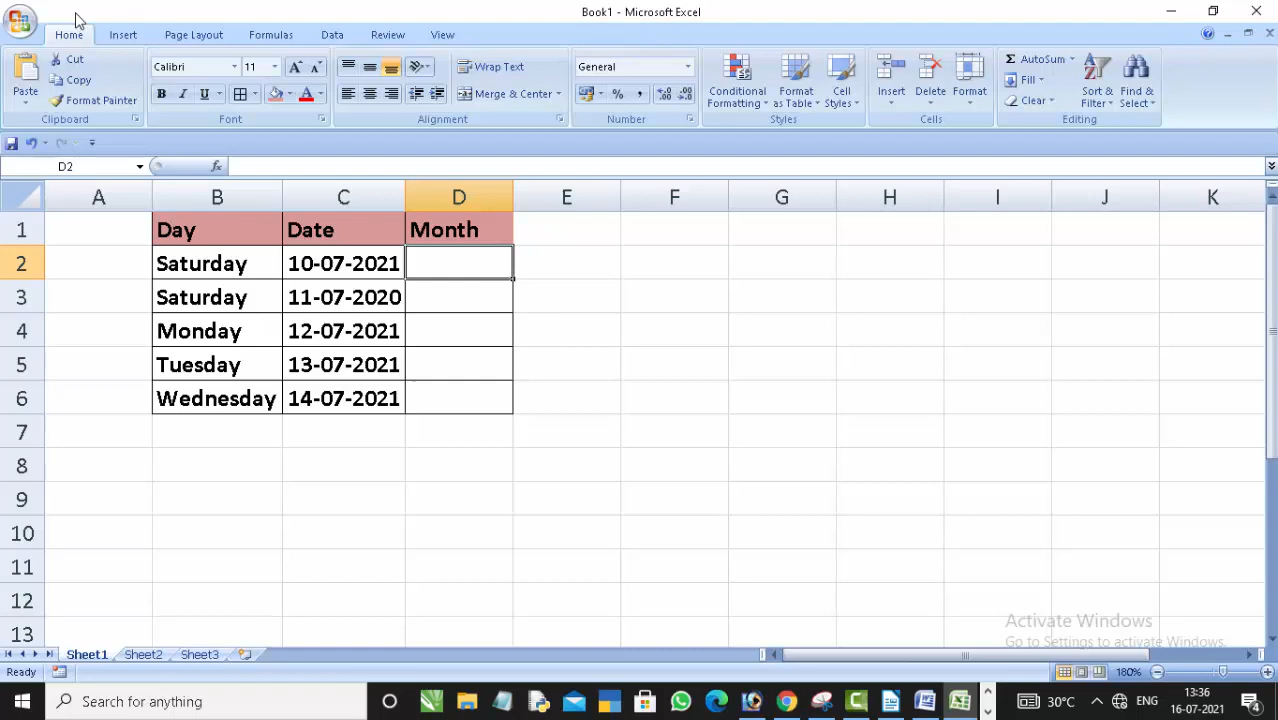 Book1 - Microsoft Excel
Home Insert Page Layout Formulas Data Review View
Paste
Cut
Copy
Format Painter
Clipboard
Calibri 11
B I U
Font
Wrap Text
Merge & Center
Alignment
General
% ,
Number
Conditional Formatting
Format as Table
Cell Styles
Styles
Insert
Delete
Format
Cells
AutoSum
Fill
Clear
Sort & Filter
Find & Select
Editing
D2
fx
A B C D E F G H I J K
1 Day Date Month
2 Saturday 10-07-2021
3 Saturday 11-07-2020
4 Monday 12-07-2021
5 Tuesday 13-07-2021
6 Wednesday 14-07-2021
7
8
9
10
11
12
13
Activate Windows
Go to Settings to activate Windows.
Sheet1 Sheet2 Sheet3
Ready
180%
Search for anything
30°C
ENG
13:36
16-07-2021
4